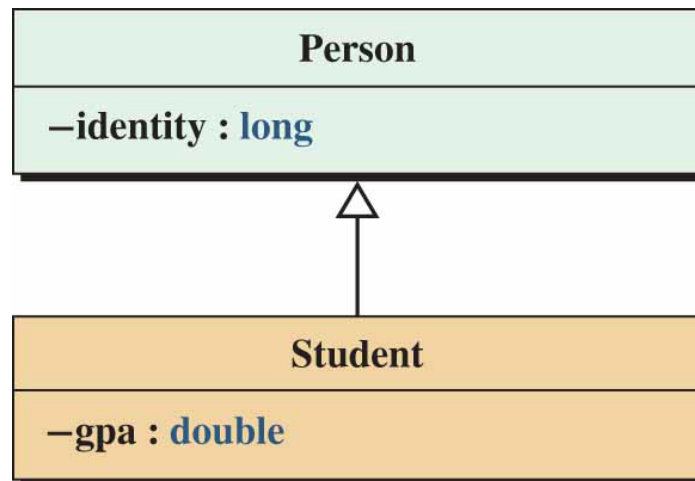 Person
–identity : long
Student
–gpa : double